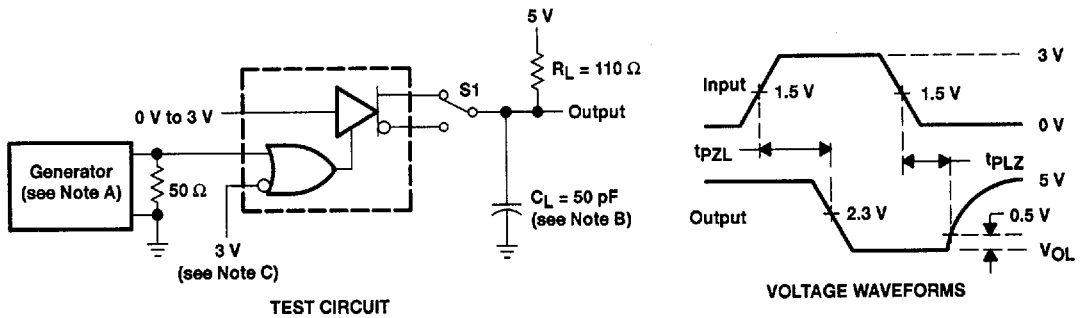 5 V
R_L = 110 Ω
S1
0 V to 3 V
Output
Generator
(see Note A)
50 Ω
C_L = 50 pF
(see Note B)
3 V
(see Note C)
TEST CIRCUIT
3 V
Input
1.5 V
1.5 V
0 V
t_PZL
t_PLZ
5 V
Output
2.3 V
0.5 V
V_OL
VOLTAGE WAVEFORMS